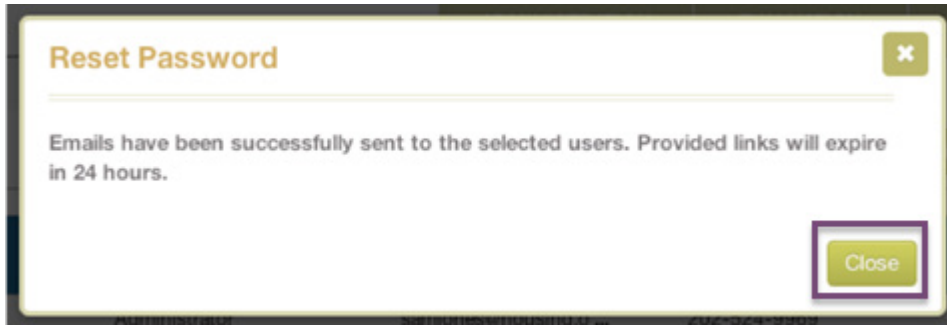 Reset Password
Emails have been successfully sent to the selected users. Provided links will expire
in 24 hours.
Close
Administrator